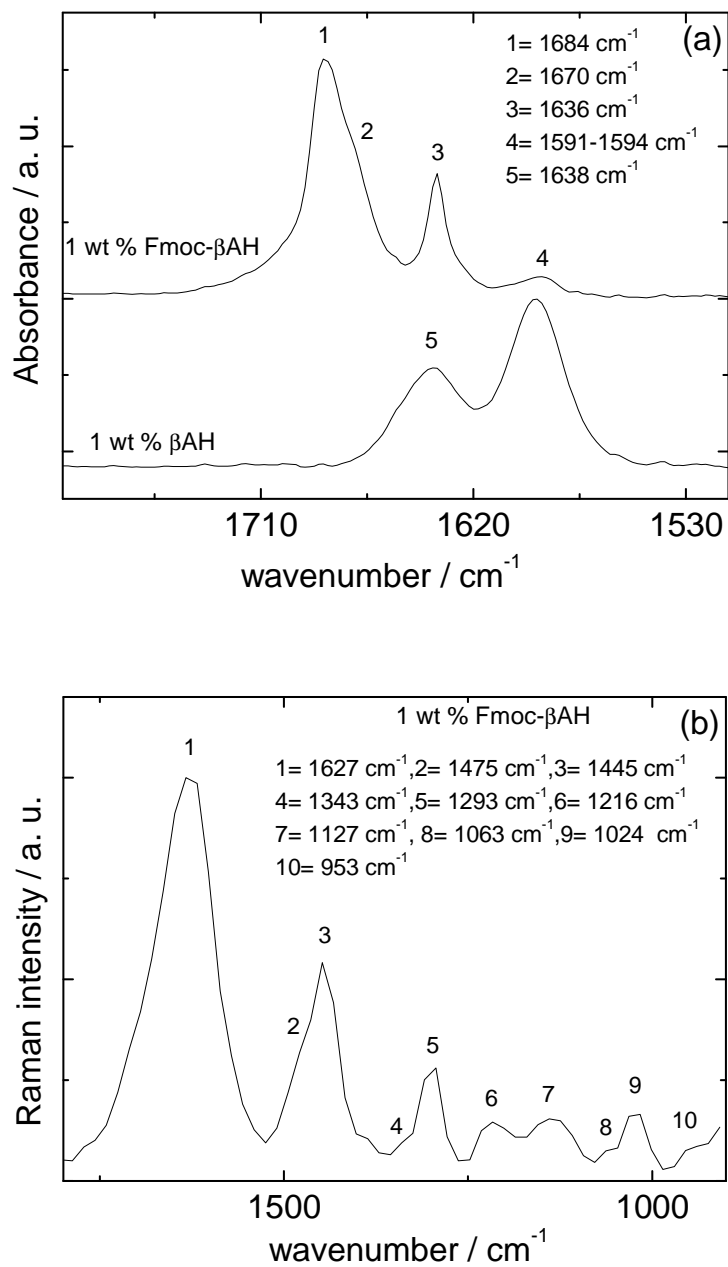 (a)
1
2
3
4
5
1= 1684 cm⁻¹
2= 1670 cm⁻¹
3= 1636 cm⁻¹
4= 1591-1594 cm⁻¹
5= 1638 cm⁻¹
1 wt % Fmoc-βAH
1 wt % βAH
Absorbance / a. u.
1710 1620 1530
wavenumber / cm⁻¹
1 wt % Fmoc-βAH
(b)
1= 1627 cm⁻¹,2= 1475 cm⁻¹,3= 1445 cm⁻¹
4= 1343 cm⁻¹,5= 1293 cm⁻¹,6= 1216 cm⁻¹
7= 1127 cm⁻¹, 8= 1063 cm⁻¹,9= 1024 cm⁻¹
10= 953 cm⁻¹
1
2
3
4
5
6
7
8
9
10
Raman intensity / a. u.
1500 1000
wavenumber / cm⁻¹